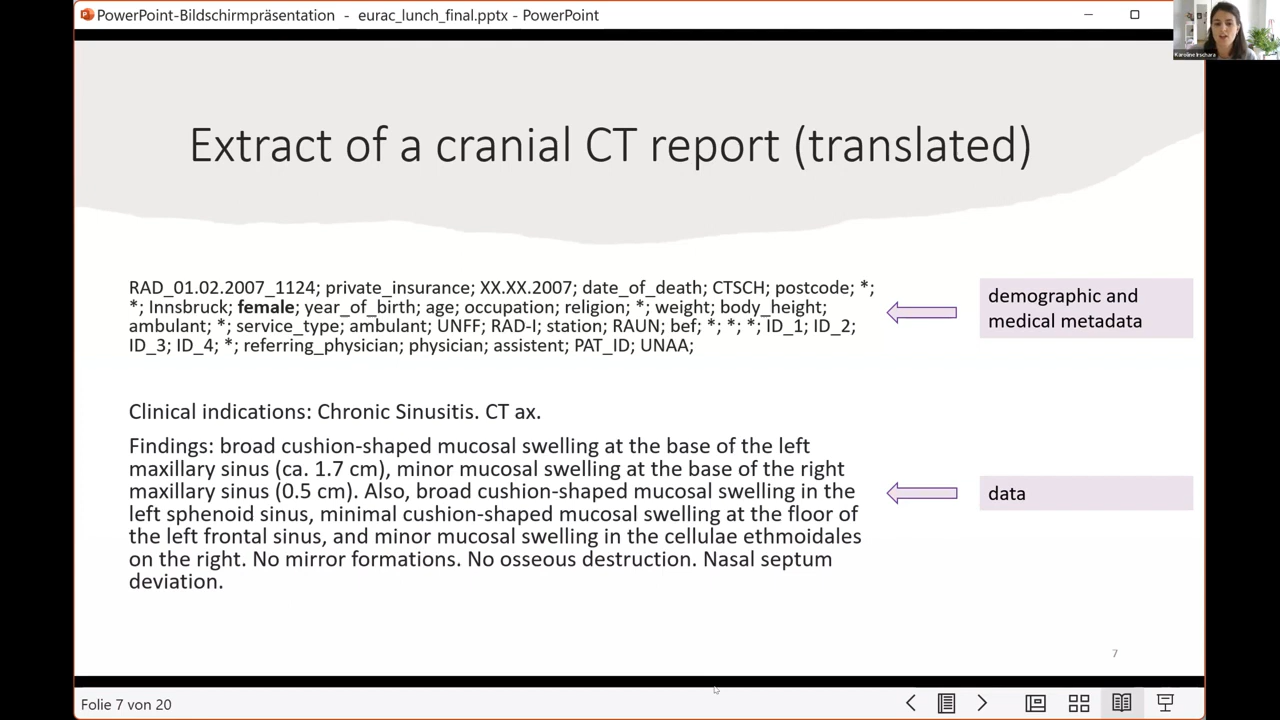 PowerPoint-Bildschirmpräsentation - eurac_lunch_final.pptx - PowerPoint
Karoline Irschara
Extract of a cranial CT report (translated)
RAD_01.02.2007_1124; private_insurance; XX.XX.2007; date_of_death; CTSCH; postcode; *;
*; Innsbruck; female; year_of_birth; age; occupation; religion; *; weight; body_height;
ambulant; *; service_type; ambulant; UNFF; RAD-I; station; RAUN; bef; *; *; *; ID_1; ID_2;
ID_3; ID_4; *; referring_physician; physician; assistent; PAT_ID; UNAA;
demographic and
medical metadata
Clinical indications: Chronic Sinusitis. CT ax.
Findings: broad cushion-shaped mucosal swelling at the base of the left
maxillary sinus (ca. 1.7 cm), minor mucosal swelling at the base of the right
maxillary sinus (0.5 cm). Also, broad cushion-shaped mucosal swelling in the
left sphenoid sinus, minimal cushion-shaped mucosal swelling at the floor of
the left frontal sinus, and minor mucosal swelling in the cellulae ethmoidales
on the right. No mirror formations. No osseous destruction. Nasal septum
deviation.
data
7
Folie 7 von 20